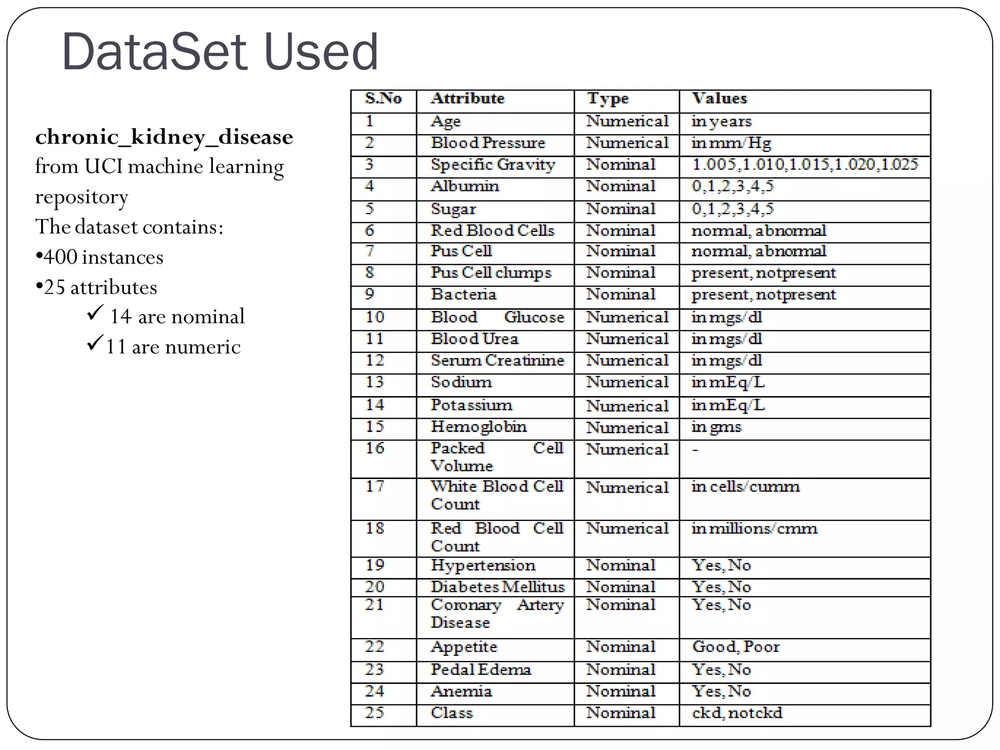 DataSet Used
chronic_kidney_disease
from UCI machine learning
repository
The dataset contains:
•400 instances
•25 attributes
✓ 14 are nominal
✓11 are numeric
S.No Attribute Type Values
1 Age Numerical in years
2 Blood Pressure Numerical in mm/Hg
3 Specific Gravity Nominal 1.005,1.010,1.015,1.020,1.025
4 Albumin Nominal 0,1,2,3,4,5
5 Sugar Nominal 0,1,2,3,4,5
6 Red Blood Cells Nominal normal, abnormal
7 Pus Cell Nominal normal, abnormal
8 Pus Cell clumps Nominal present, notpresent
9 Bacteria Nominal present, notpresent
10 Blood Glucose Numerical in mgs/dl
11 Blood Urea Numerical in mgs/dl
12 Serum Creatinine Numerical in mgs/dl
13 Sodium Numerical in mEq/L
14 Potassium Numerical in mEq/L
15 Hemoglobin Numerical in gms
16 Packed Cell Numerical -
Volume
17 White Blood Cell Numerical in cells/cumm
Count
18 Red Blood Cell Numerical in millions/cmm
Count
19 Hypertension Nominal Yes, No
20 Diabetes Mellitus Nominal Yes, No
21 Coronary Artery Nominal Yes, No
Disease
22 Appetite Nominal Good, Poor
23 Pedal Edema Nominal Yes, No
24 Anemia Nominal Yes, No
25 Class Nominal ckd, notckd